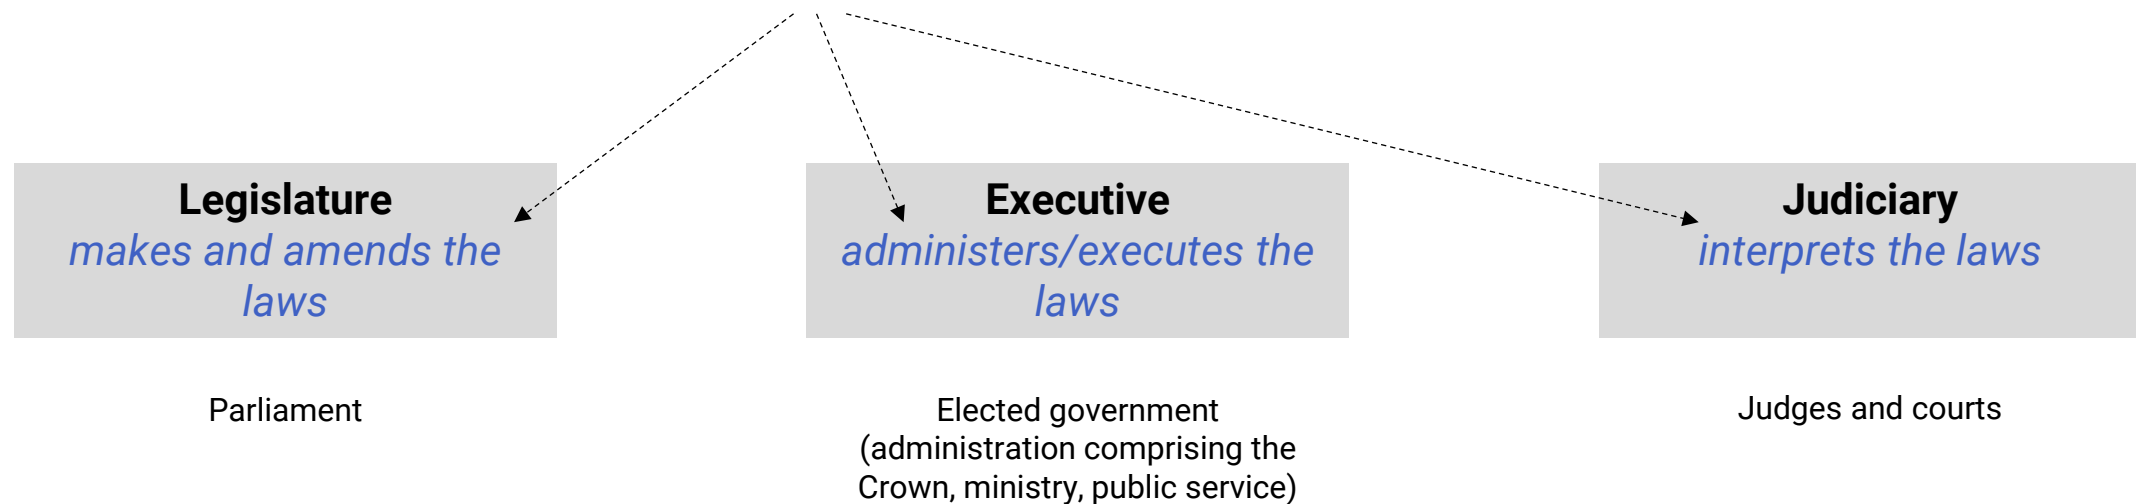 Legislature
makes and amends the
laws
Executive
administers/executes the
laws
Judiciary
interprets the laws
Parliament
Elected government
(administration comprising the
Crown, ministry, public service)
Judges and courts